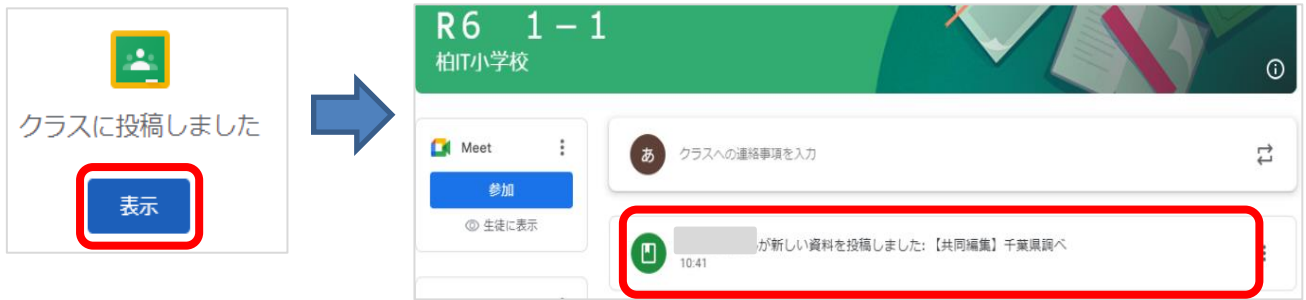 クラスに投稿しました
表示
R6 1－1
柏IT小学校
Meet
参加
生徒に表示
あ
クラスへの連絡事項を入力
が新しい資料を投稿しました: 【共同編集】千葉県調べ
10:41